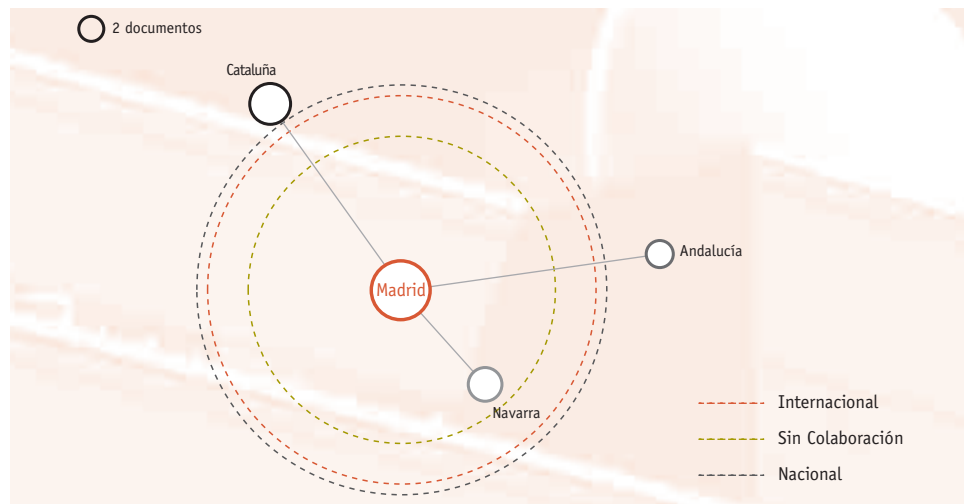 2 documentos
Cataluña
Andalucía
Madrid
Navarra
Internacional
Sin Colaboración
Nacional